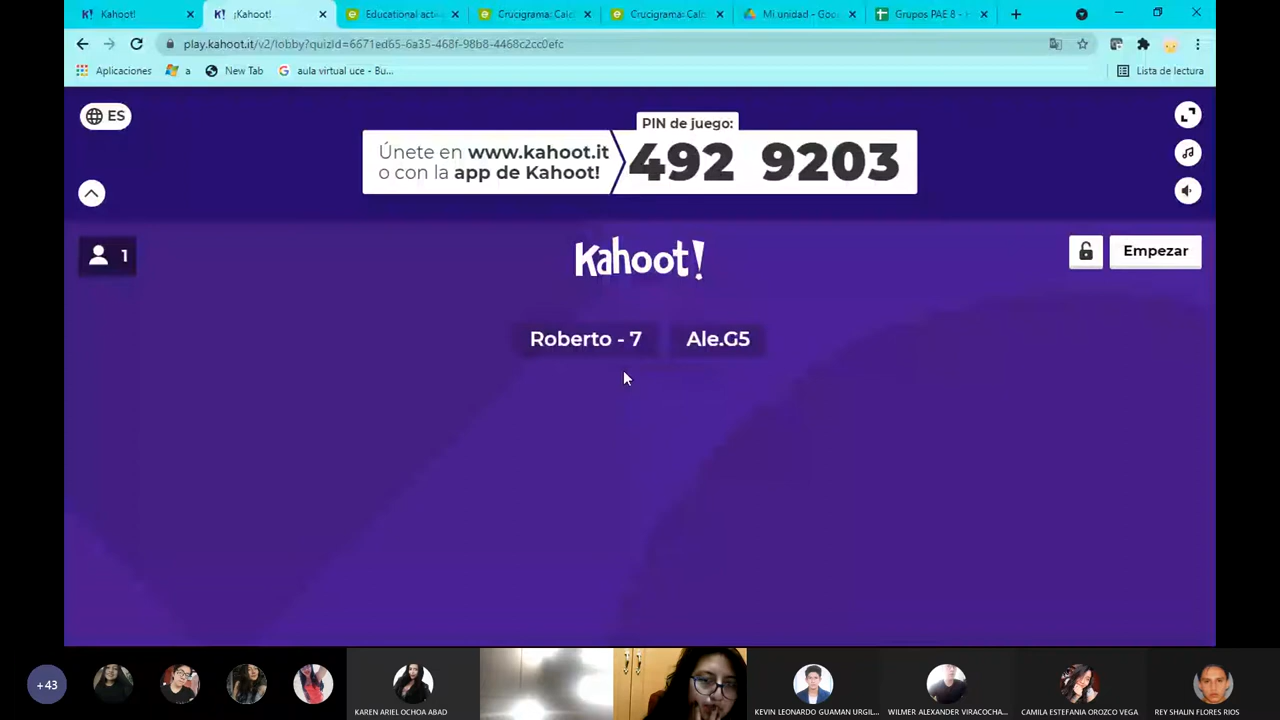 Kahoot!
¡Kahoot!
Educational acti
Crucigrama: Calc
Crucigrama: Calc
Mi unidad - Goo
Grupos PAE 8 - H
play.kahoot.it/v2/lobby?quizId=6671ed65-6a35-468f-98b8-4468c2cc0efc
Aplicaciones
a
New Tab
aula virtual uce - Bu...
Lista de lectura
ES
PIN de juego:
Únete en www.kahoot.it
o con la app de Kahoot!
492 9203
1
Kahoot!
Empezar
Roberto - 7
Ale.G5
+43
KAREN ARIEL OCHOA ABAD
KEVIN LEONARDO GUAMAN URGIL...
WILMER ALEXANDER VIRACOCHA...
CAMILA ESTEFANIA OROZCO VEGA
REY SHALIN FLORES RIOS